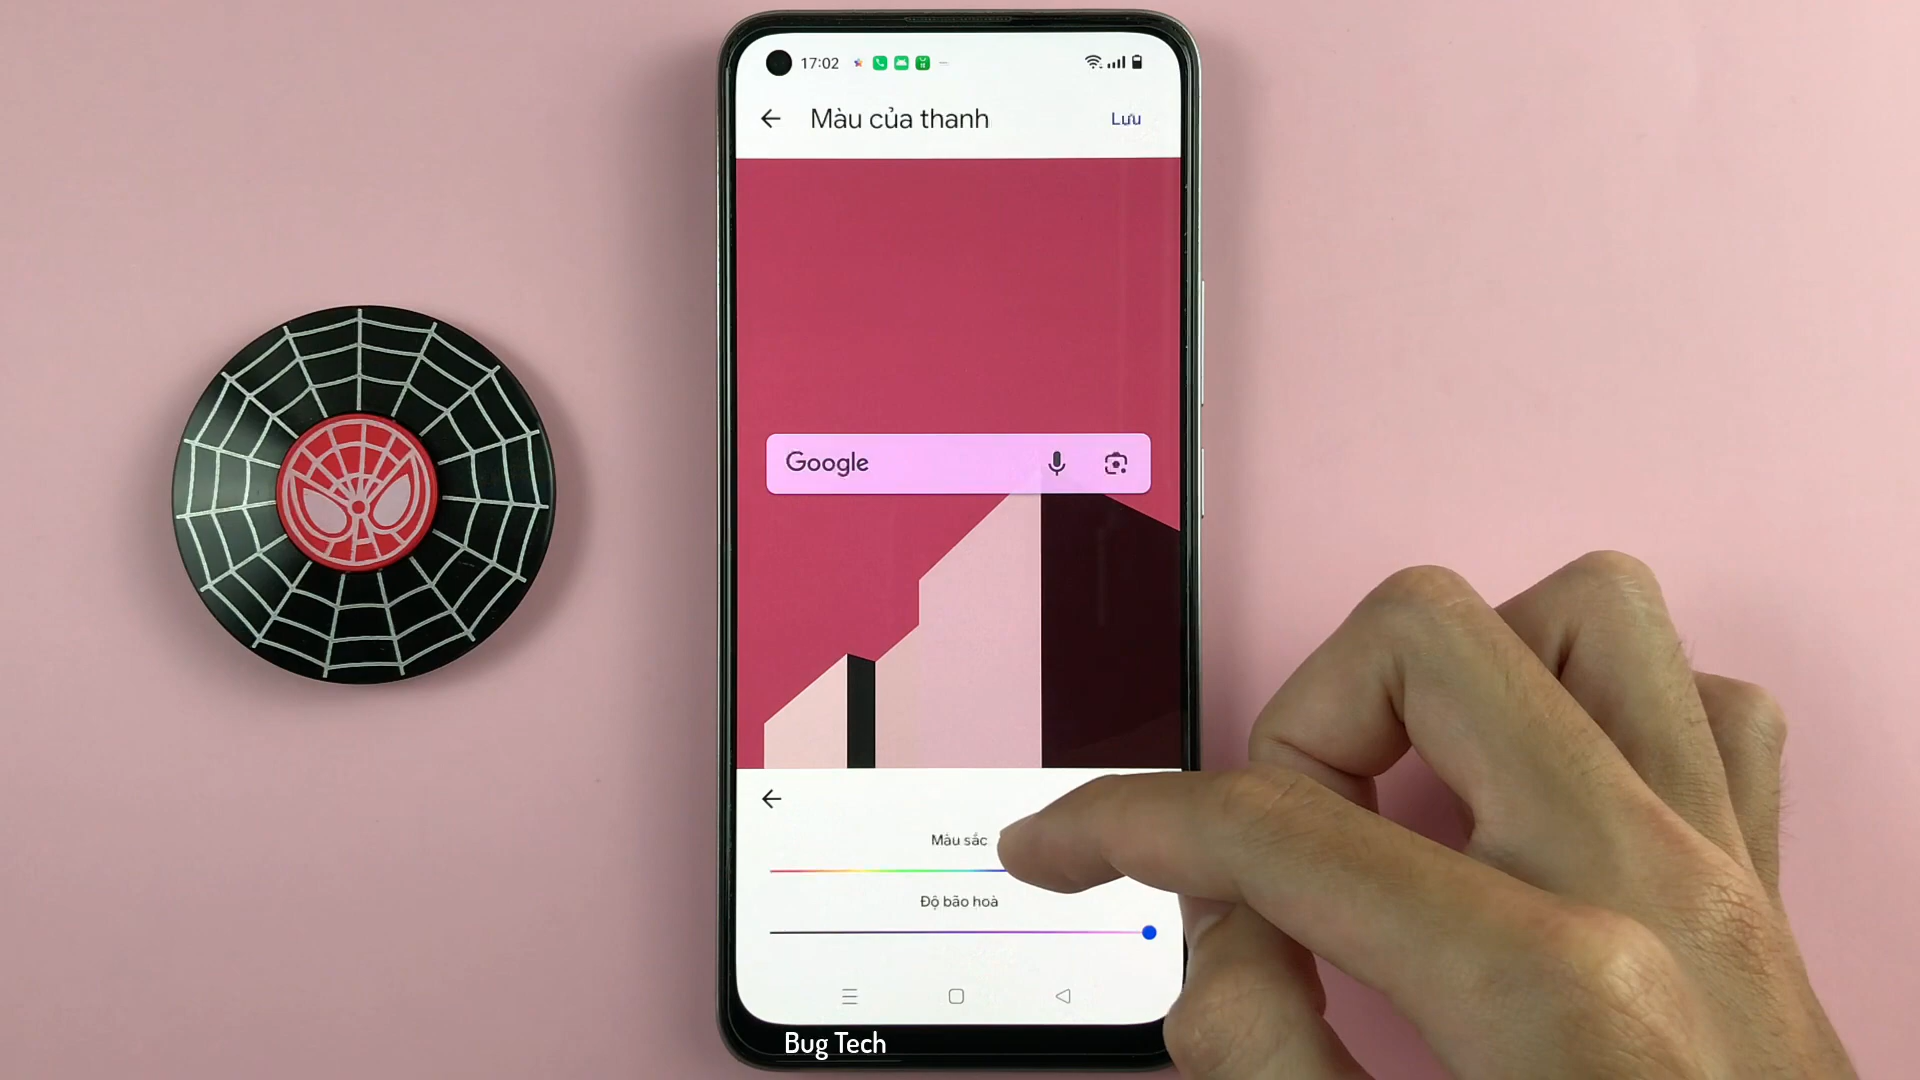 17:02
Màu của thanh
Lưu
Google
Màu sắc
Độ bão hoà
Bug Tech